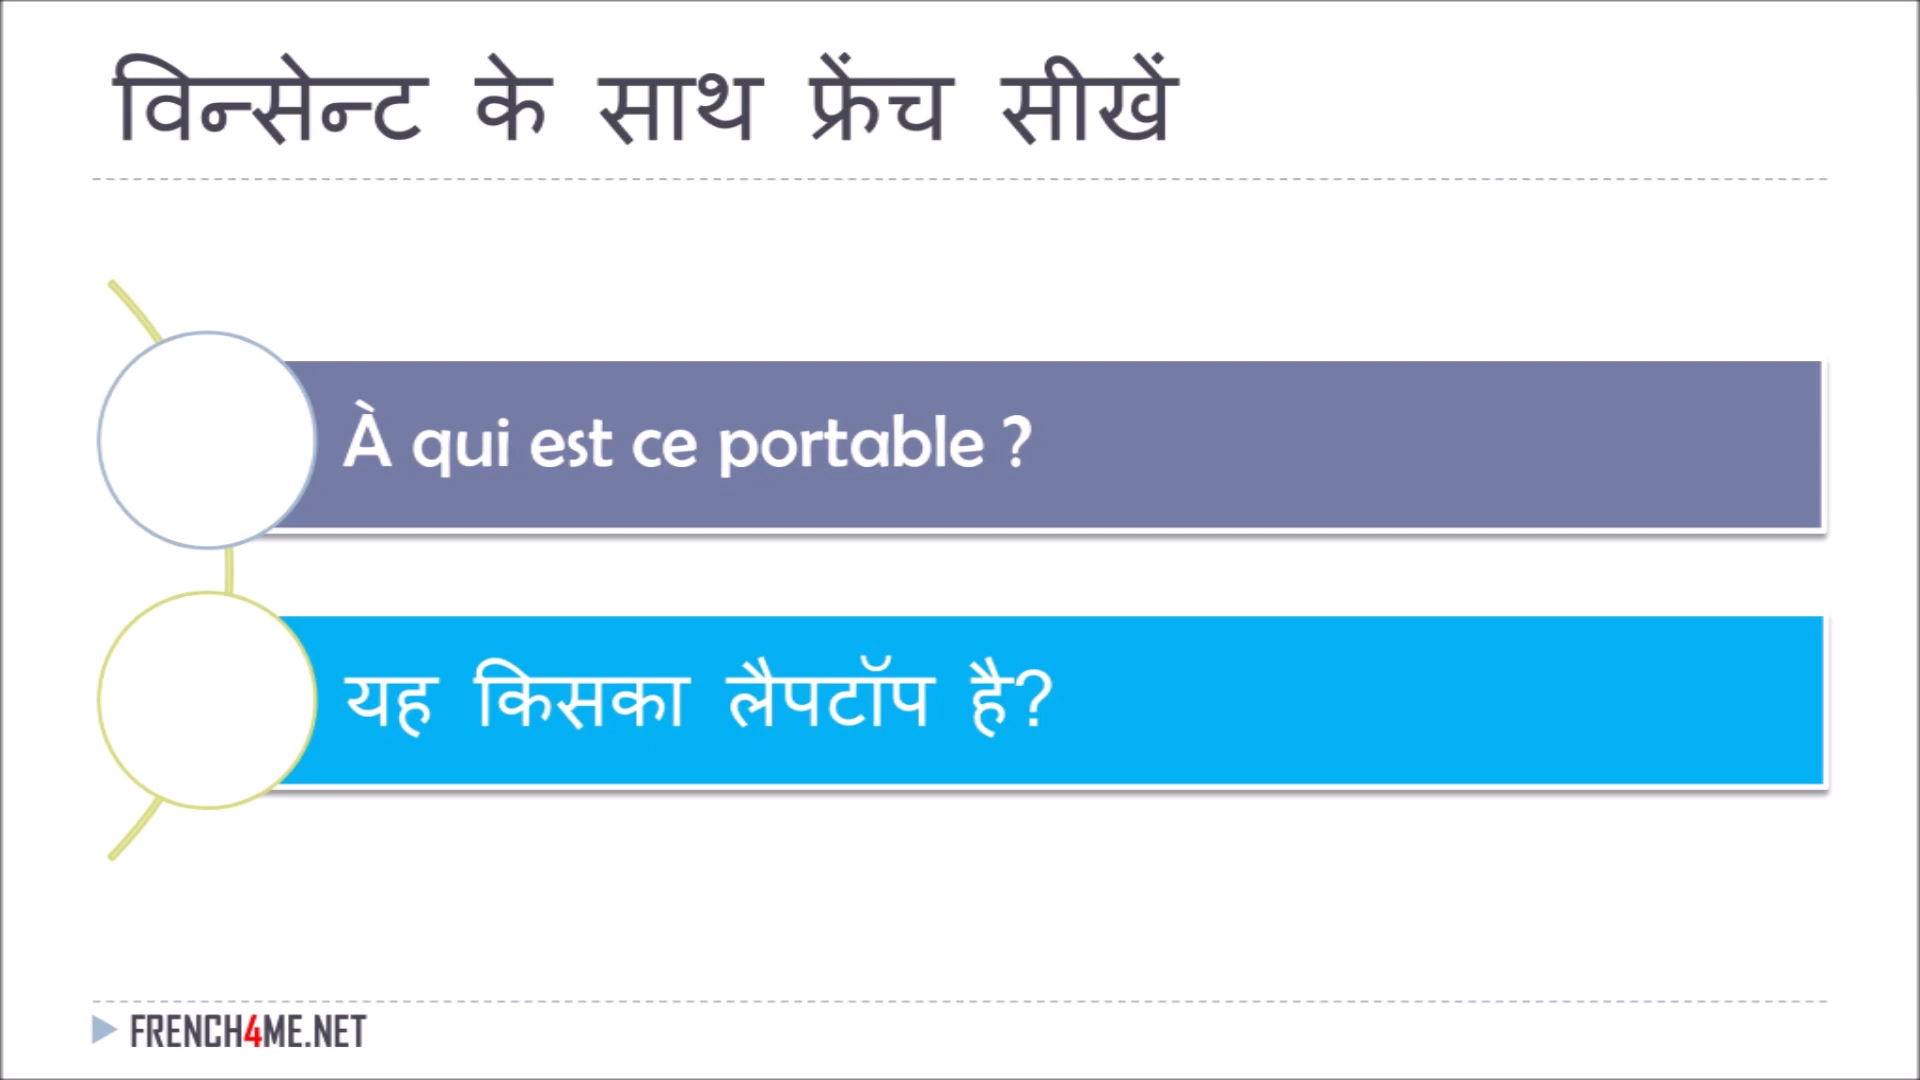 विन्सेन्ट के साथ फ्रेंच सीखें
À qui est ce portable ?
यह किसका लैपटॉप है?
FRENCH4ME.NET